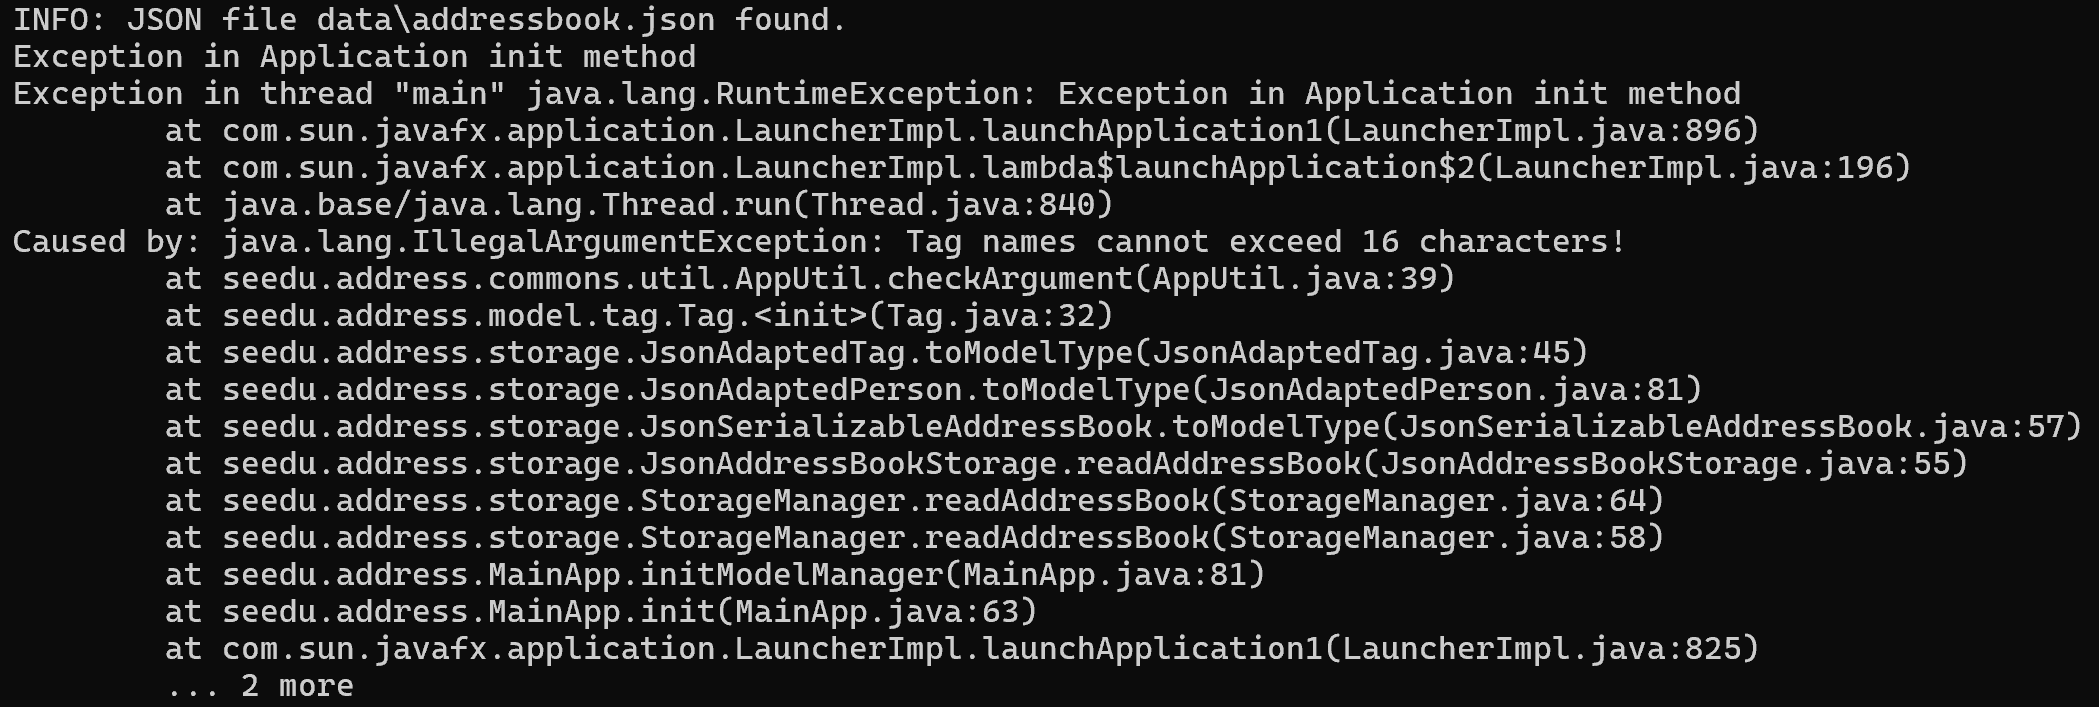 INFO: JSON file data\addressbook.json found.
Exception in Application init method
Exception in thread "main" java.lang.RuntimeException: Exception in Application init method
        at com.sun.javafx.application.LauncherImpl.launchApplication1(LauncherImpl.java:896)
        at com.sun.javafx.application.LauncherImpl.lambda$launchApplication$2(LauncherImpl.java:196)
        at java.base/java.lang.Thread.run(Thread.java:840)
Caused by: java.lang.IllegalArgumentException: Tag names cannot exceed 16 characters!
        at seedu.address.commons.util.AppUtil.checkArgument(AppUtil.java:39)
        at seedu.address.model.tag.Tag.<init>(Tag.java:32)
        at seedu.address.storage.JsonAdaptedTag.toModelType(JsonAdaptedTag.java:45)
        at seedu.address.storage.JsonAdaptedPerson.toModelType(JsonAdaptedPerson.java:81)
        at seedu.address.storage.JsonSerializableAddressBook.toModelType(JsonSerializableAddressBook.java:57)
        at seedu.address.storage.JsonAddressBookStorage.readAddressBook(JsonAddressBookStorage.java:55)
        at seedu.address.storage.StorageManager.readAddressBook(StorageManager.java:64)
        at seedu.address.storage.StorageManager.readAddressBook(StorageManager.java:58)
        at seedu.address.MainApp.initModelManager(MainApp.java:81)
        at seedu.address.MainApp.init(MainApp.java:63)
        at com.sun.javafx.application.LauncherImpl.launchApplication1(LauncherImpl.java:825)
        ... 2 more